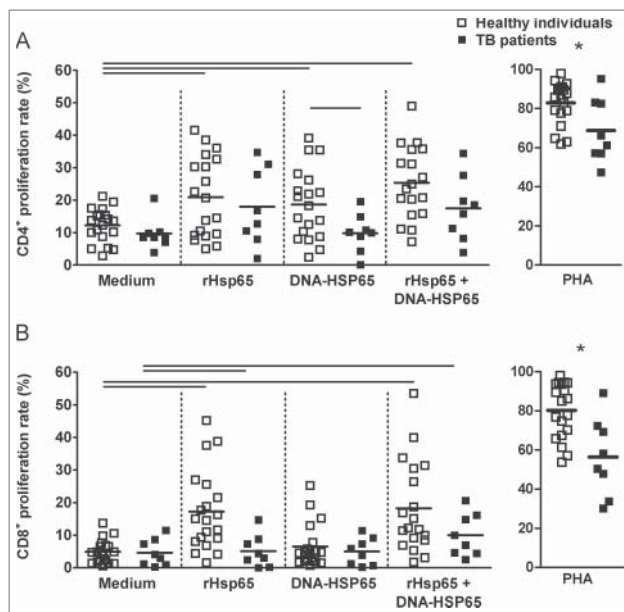 A
□ Healthy individuals
■ TB patients
*
CD4⁺ proliferation rate (%)
60
50
40
30
20
10
0
Medium
rHsp65
DNA-HSP65
rHsp65 +
DNA-HSP65
100
80
60
40
20
0
PHA
B
*
CD8⁺ proliferation rate (%)
60
50
40
30
20
10
0
Medium
rHsp65
DNA-HSP65
rHsp65 +
DNA-HSP65
100
80
60
40
20
0
PHA